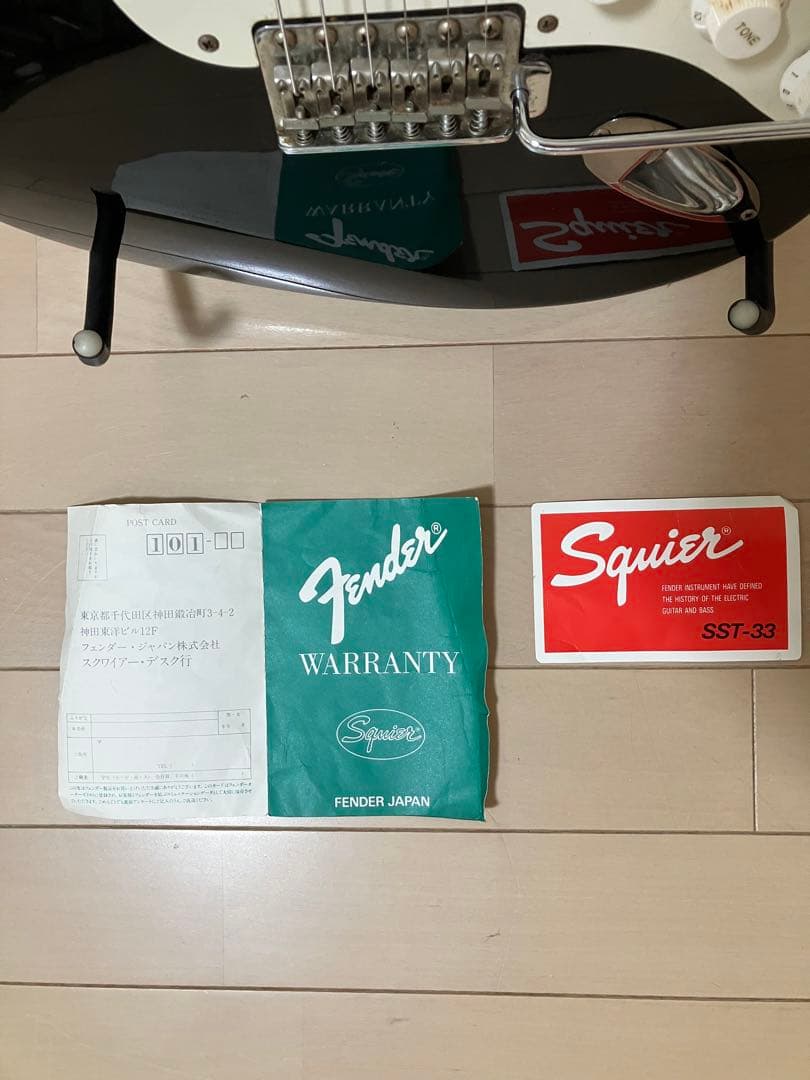 TONE
WARRANTY
Fender
Squier
POST CARD
101-
東京都千代田区神田鍛冶町3-4-2
神田東洋ビル12F
フェンダー・ジャパン株式会社
スクワイアー・デスク行
TEL
Fender®
WARRANTY
Squier
FENDER JAPAN
Squier®
FENDER INSTRUMENT HAVE DEFINED
THE HISTORY OF THE ELECTRIC
GUITAR AND BASS
SST-33